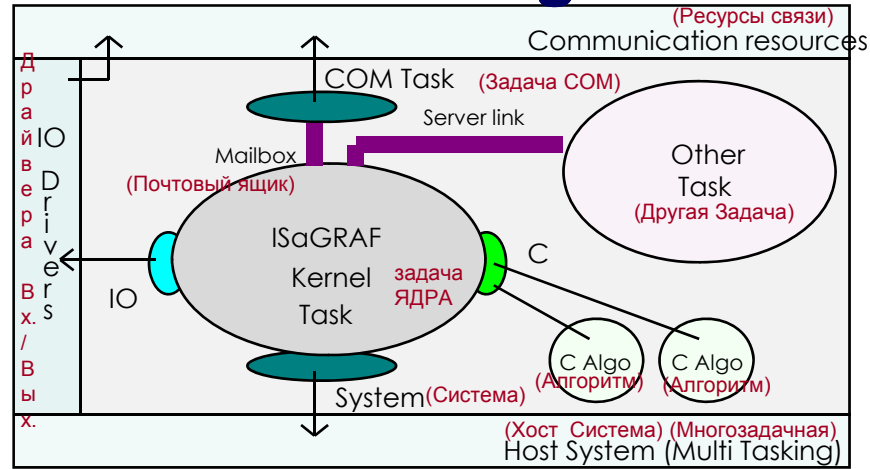 (Ресурсы связи)
Communication resources
Драйвера Вх./Вых.
IO Drivers
COM Task
(Задача COM)
Server link
Mailbox
(Почтовый ящик)
Other
Task
(Другая Задача)
ISaGRAF
Kernel
Task
задача
ЯДРА
IO
C
C Algo
(Алгоритм)
C Algo
(Алгоритм)
System(Система)
(Хост Система) (Многозадачная)
Host System (Multi Tasking)